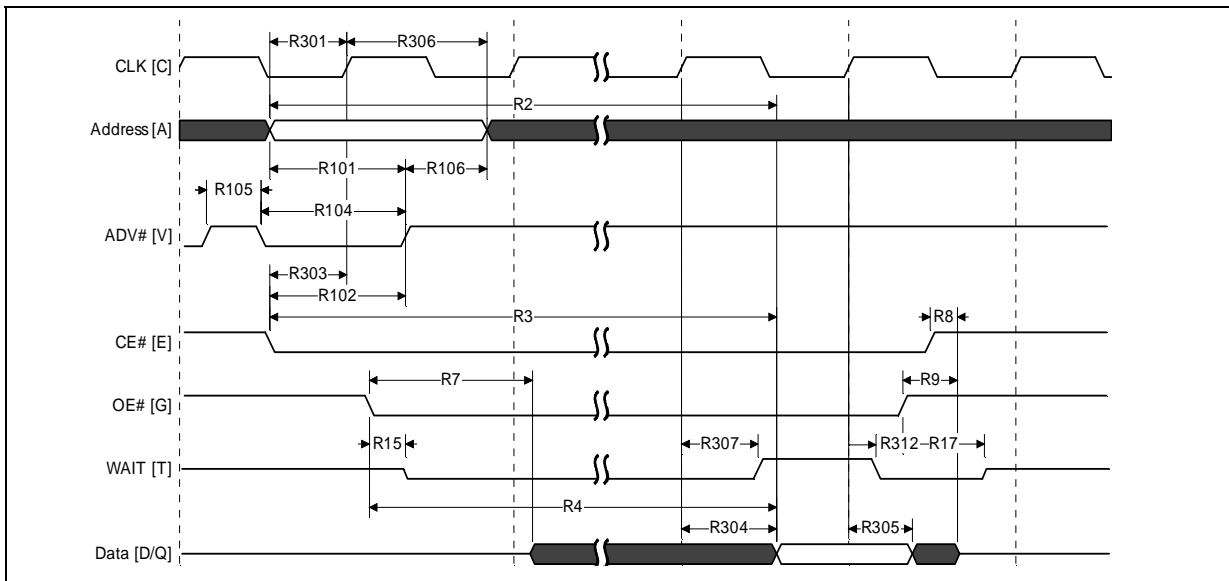 R301 R306
CLK [C]
R2
Address [A]
R101 R106
R105
R104
ADV# [V]
R303
R102
R3
R8
CE# [E]
R7
R9
OE# [G]
R15
R307
R312 R17
WAIT [T]
R4
R304
R305
Data [D/Q]